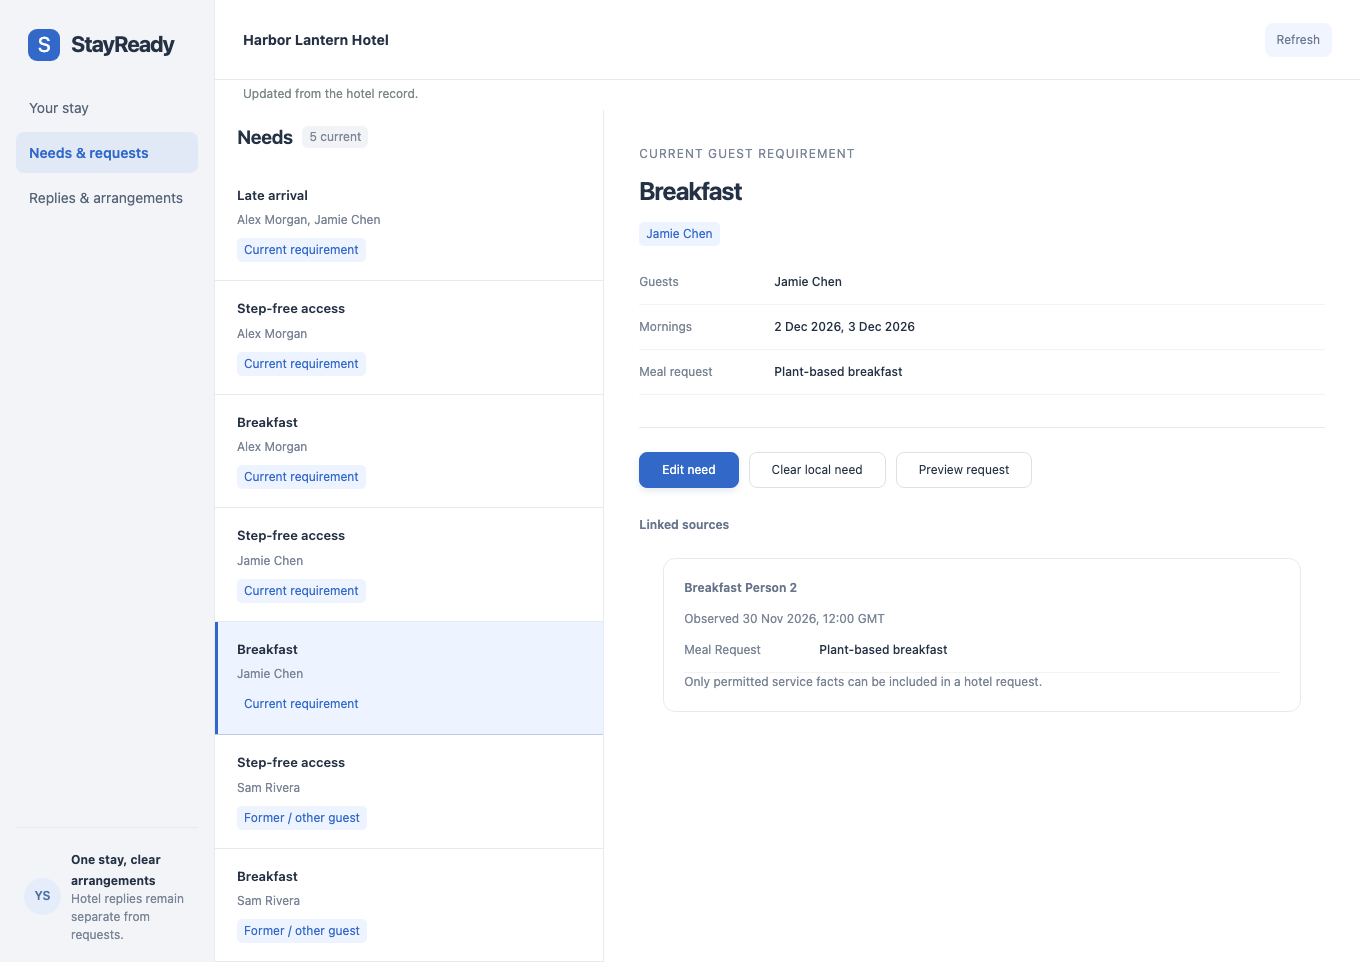 S StayReady
Your stay
Needs & requests
Replies & arrangements
YS
One stay, clear
arrangements
Hotel replies remain
separate from
requests.
Harbor Lantern Hotel
Refresh
Updated from the hotel record.
Needs 5 current
Late arrival
Alex Morgan, Jamie Chen
Current requirement
Step-free access
Alex Morgan
Current requirement
Breakfast
Alex Morgan
Current requirement
Step-free access
Jamie Chen
Current requirement
Breakfast
Jamie Chen
Current requirement
Step-free access
Sam Rivera
Former / other guest
Breakfast
Sam Rivera
Former / other guest
CURRENT GUEST REQUIREMENT
Breakfast
Jamie Chen
Guests Jamie Chen
Mornings 2 Dec 2026, 3 Dec 2026
Meal request Plant-based breakfast
Edit need Clear local need Preview request
Linked sources
Breakfast Person 2
Observed 30 Nov 2026, 12:00 GMT
Meal Request Plant-based breakfast
Only permitted service facts can be included in a hotel request.